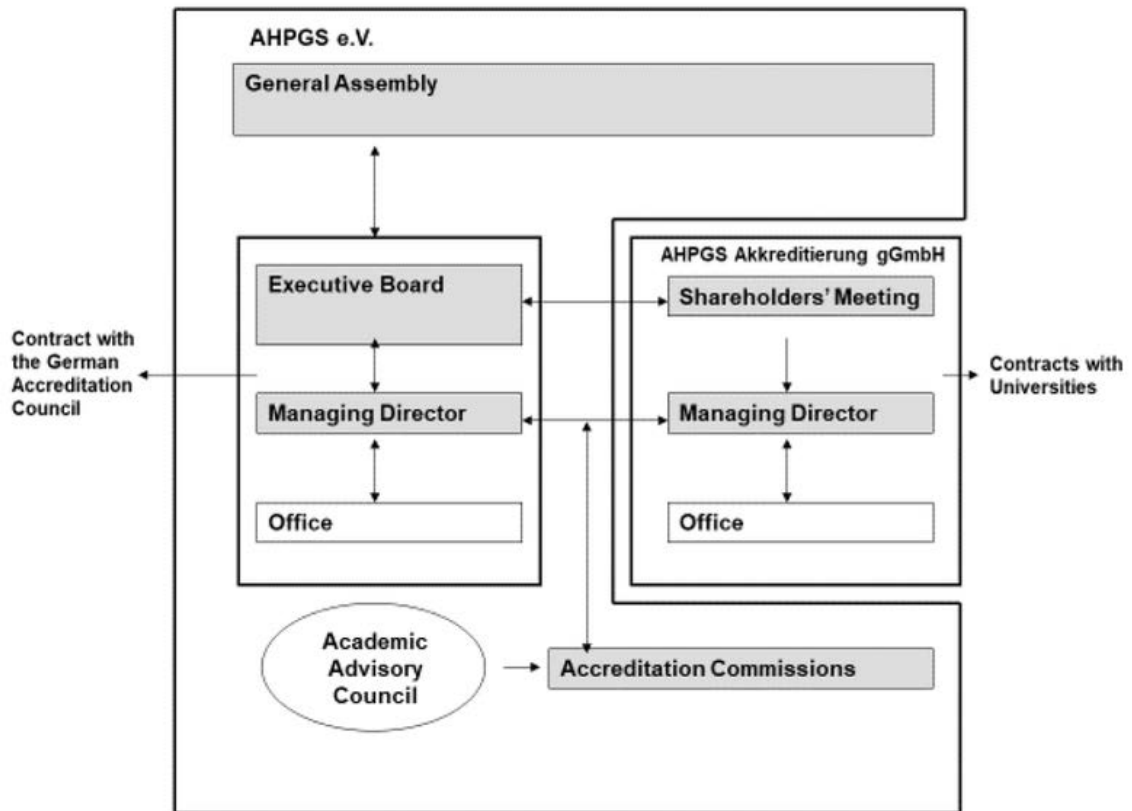 AHPGS e.V.
General Assembly
Executive Board
AHPGS Akkreditierung gGmbH
Shareholders' Meeting
Contract with
the German
Accreditation
Council
Contracts with
Universities
Managing Director
Managing Director
Office
Office
Academic
Advisory
Council
Accreditation Commissions